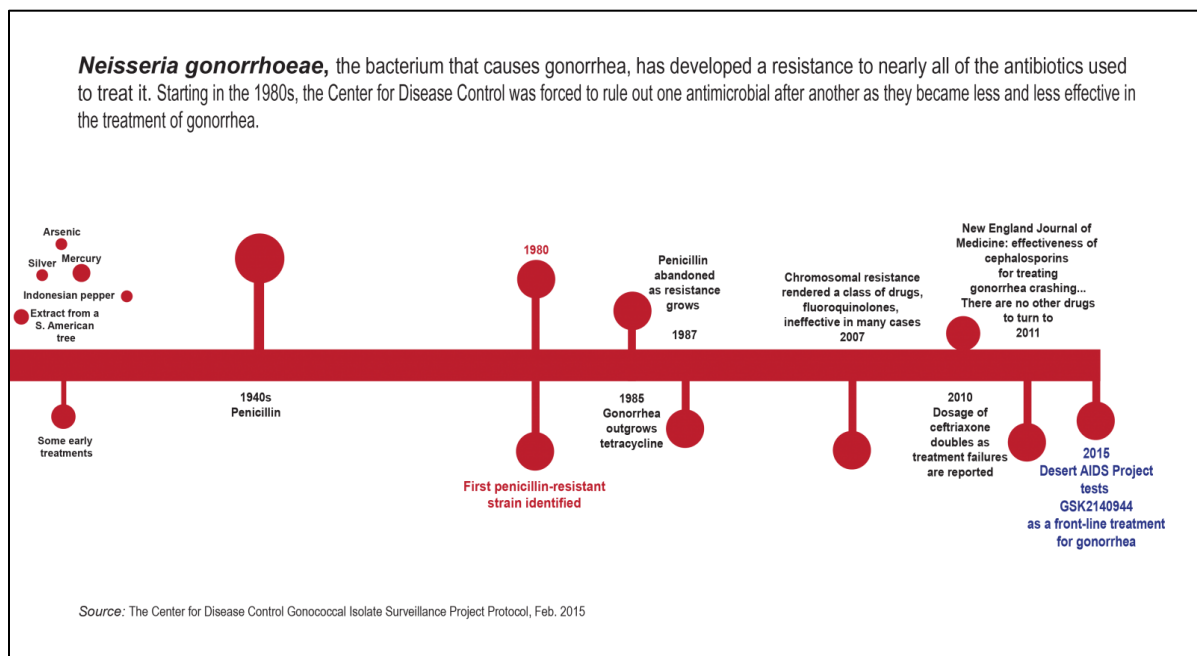 Neisseria gonorrhoeae, the bacterium that causes gonorrhea, has developed a resistance to nearly all of the antibiotics used
to treat it. Starting in the 1980s, the Center for Disease Control was forced to rule out one antimicrobial after another as they became less and less effective in
the treatment of gonorrhea.
Arsenic
Silver
Mercury
Indonesian pepper
Extract from a
S. American
tree
Some early
treatments
1940s
Penicillin
1980
First penicillin-resistant
strain identified
1985
Gonorrhea
outgrows
tetracycline
Penicillin
abandoned
as resistance
grows
1987
Chromosomal resistance
rendered a class of drugs,
fluoroquinolones,
ineffective in many cases
2007
2010
Dosage of
ceftriaxone
doubles as
treatment failures
are reported
New England Journal of
Medicine: effectiveness of
cephalosporins
for treating
gonorrhea crashing...
There are no other drugs
to turn to
2011
2015
Desert AIDS Project
tests
GSK2140944
as a front-line treatment
for gonorrhea
Source: The Center for Disease Control Gonococcal Isolate Surveillance Project Protocol, Feb. 2015